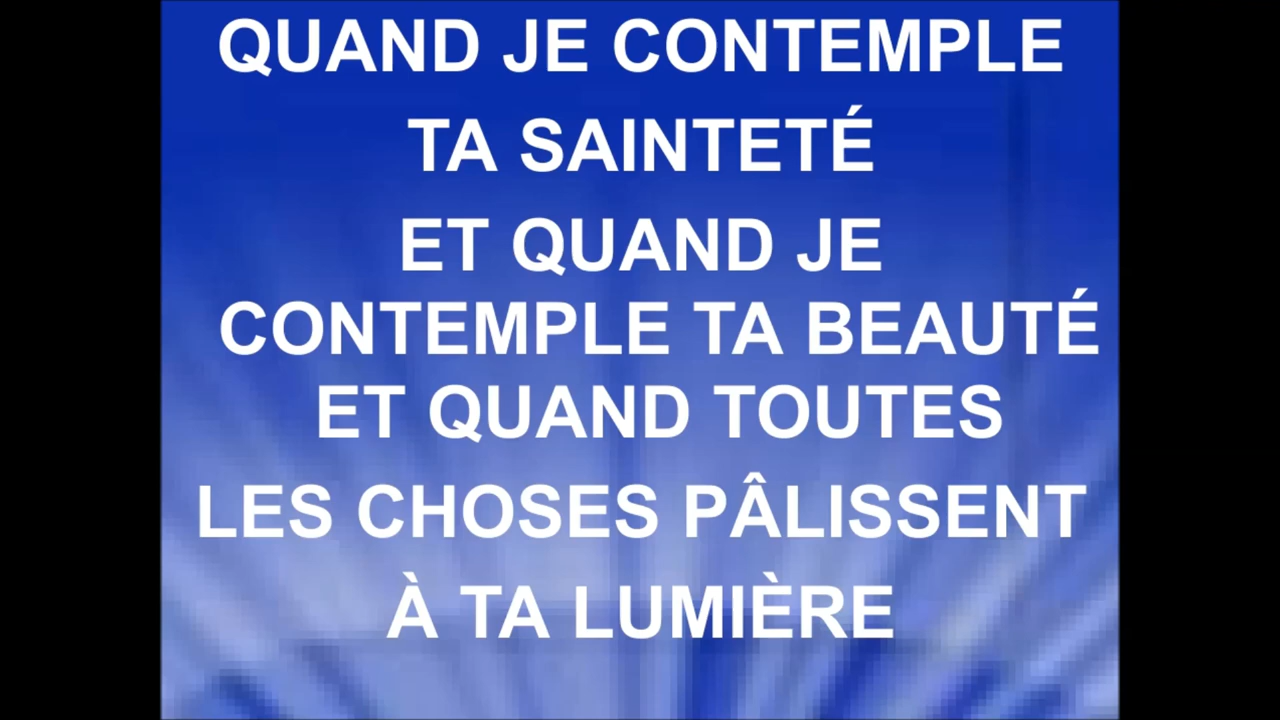 QUAND JE CONTEMPLE
TA SAINTETÉ
ET QUAND JE
CONTEMPLE TA BEAUTÉ
ET QUAND TOUTES
LES CHOSES PÂLISSENT
À TA LUMIÈRE